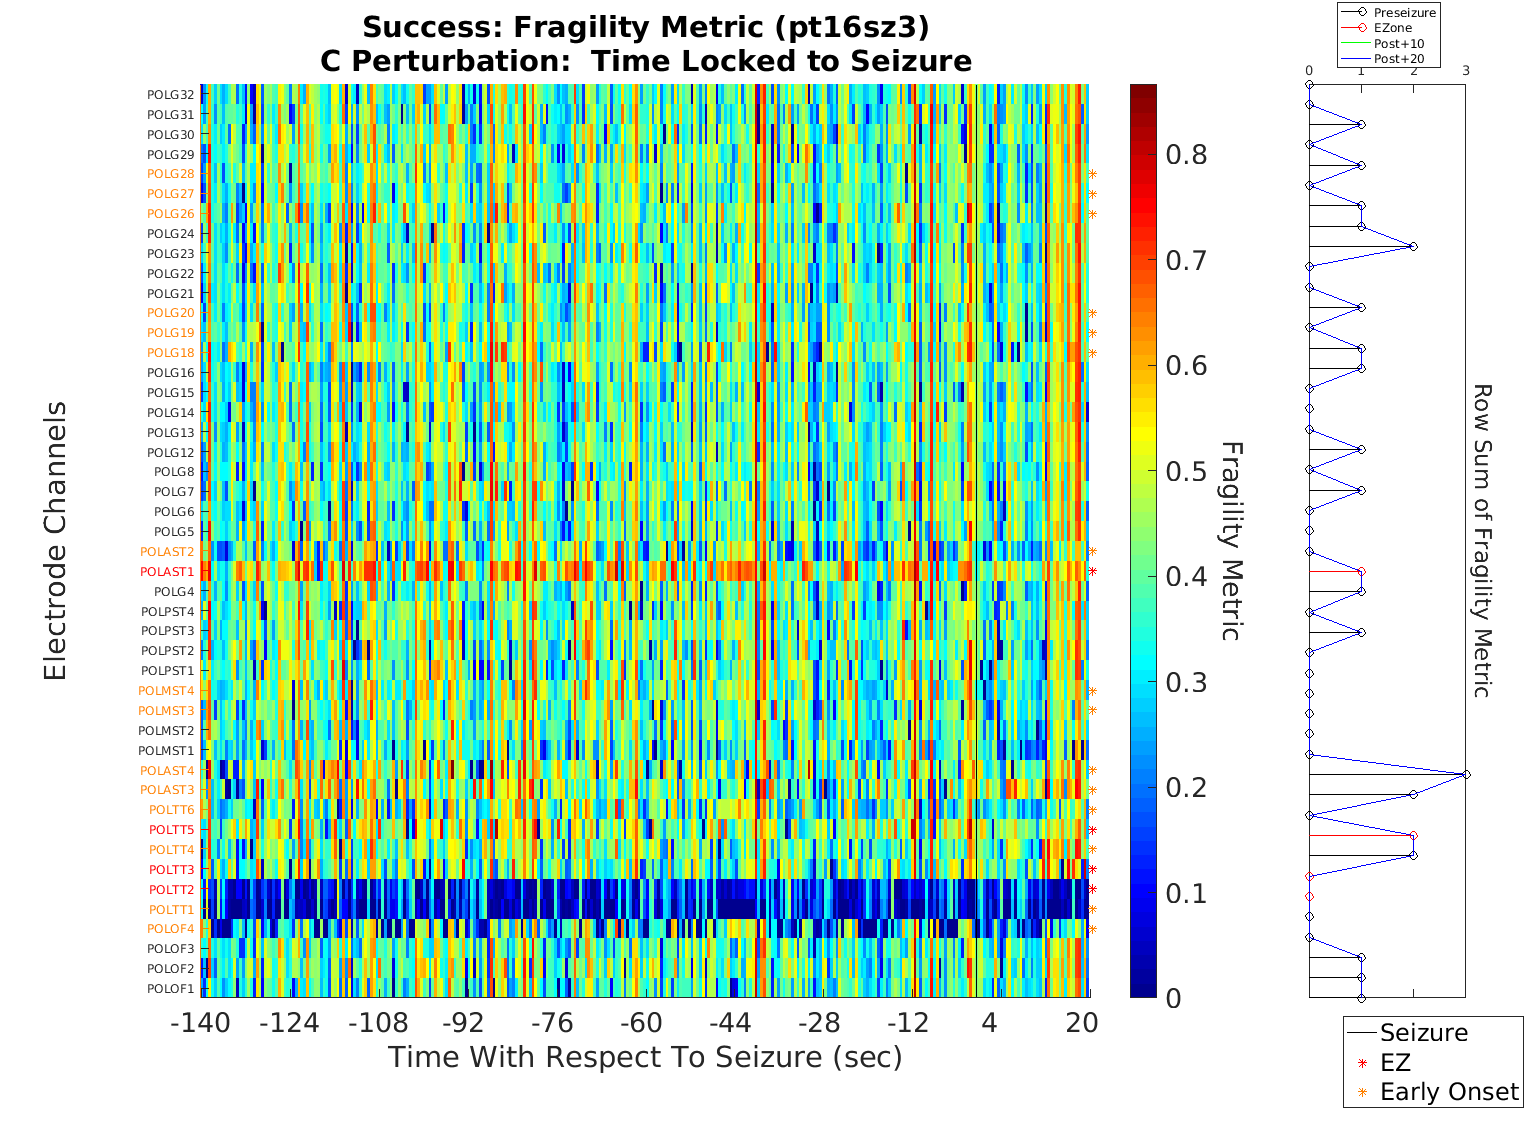 Success: Fragility Metric (pt16sz3)
C Perturbation: Time Locked to Seizure
Preseizure
EZone
Post+10
Post+20
0 1 2 3
POLG32
POLG31
POLG30
POLG29
POLG28
POLG27
POLG26
POLG24
POLG23
POLG22
POLG21
POLG20
POLG19
POLG18
POLG16
POLG15
POLG14
POLG13
POLG12
POLG8
POLG7
POLG6
POLG5
POLAST2
POLAST1
POLG4
POLPST4
POLPST3
POLPST2
POLPST1
POLMST4
POLMST3
POLMST2
POLMST1
POLAST4
POLAST3
POLTT6
POLTT5
POLTT4
POLTT3
POLTT2
POLTT1
POLOF4
POLOF3
POLOF2
POLOF1
Electrode Channels
-140 -124 -108 -92 -76 -60 -44 -28 -12 4 20
Time With Respect To Seizure (sec)
0.8
0.7
0.6
0.5
0.4
0.3
0.2
0.1
0
Fragility Metric
Row Sum of Fragility Metric
Seizure
EZ
Early Onset